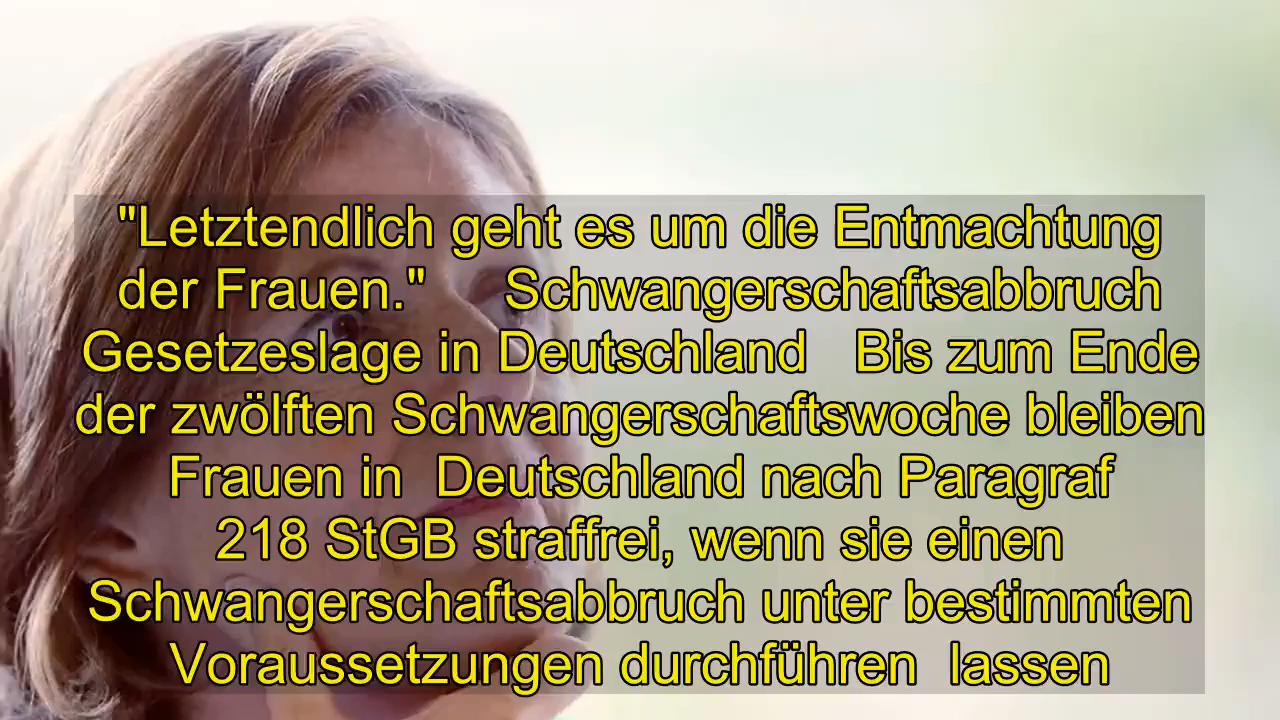 "Letztendlich geht es um die Entmachtung
der Frauen." Schwangerschaftsabbruch
Gesetzeslage in Deutschland Bis zum Ende
der zwölften Schwangerschaftswoche bleiben
Frauen in Deutschland nach Paragraf
218 StGB straffrei, wenn sie einen
Schwangerschaftsabbruch unter bestimmten
Voraussetzungen durchführen lassen